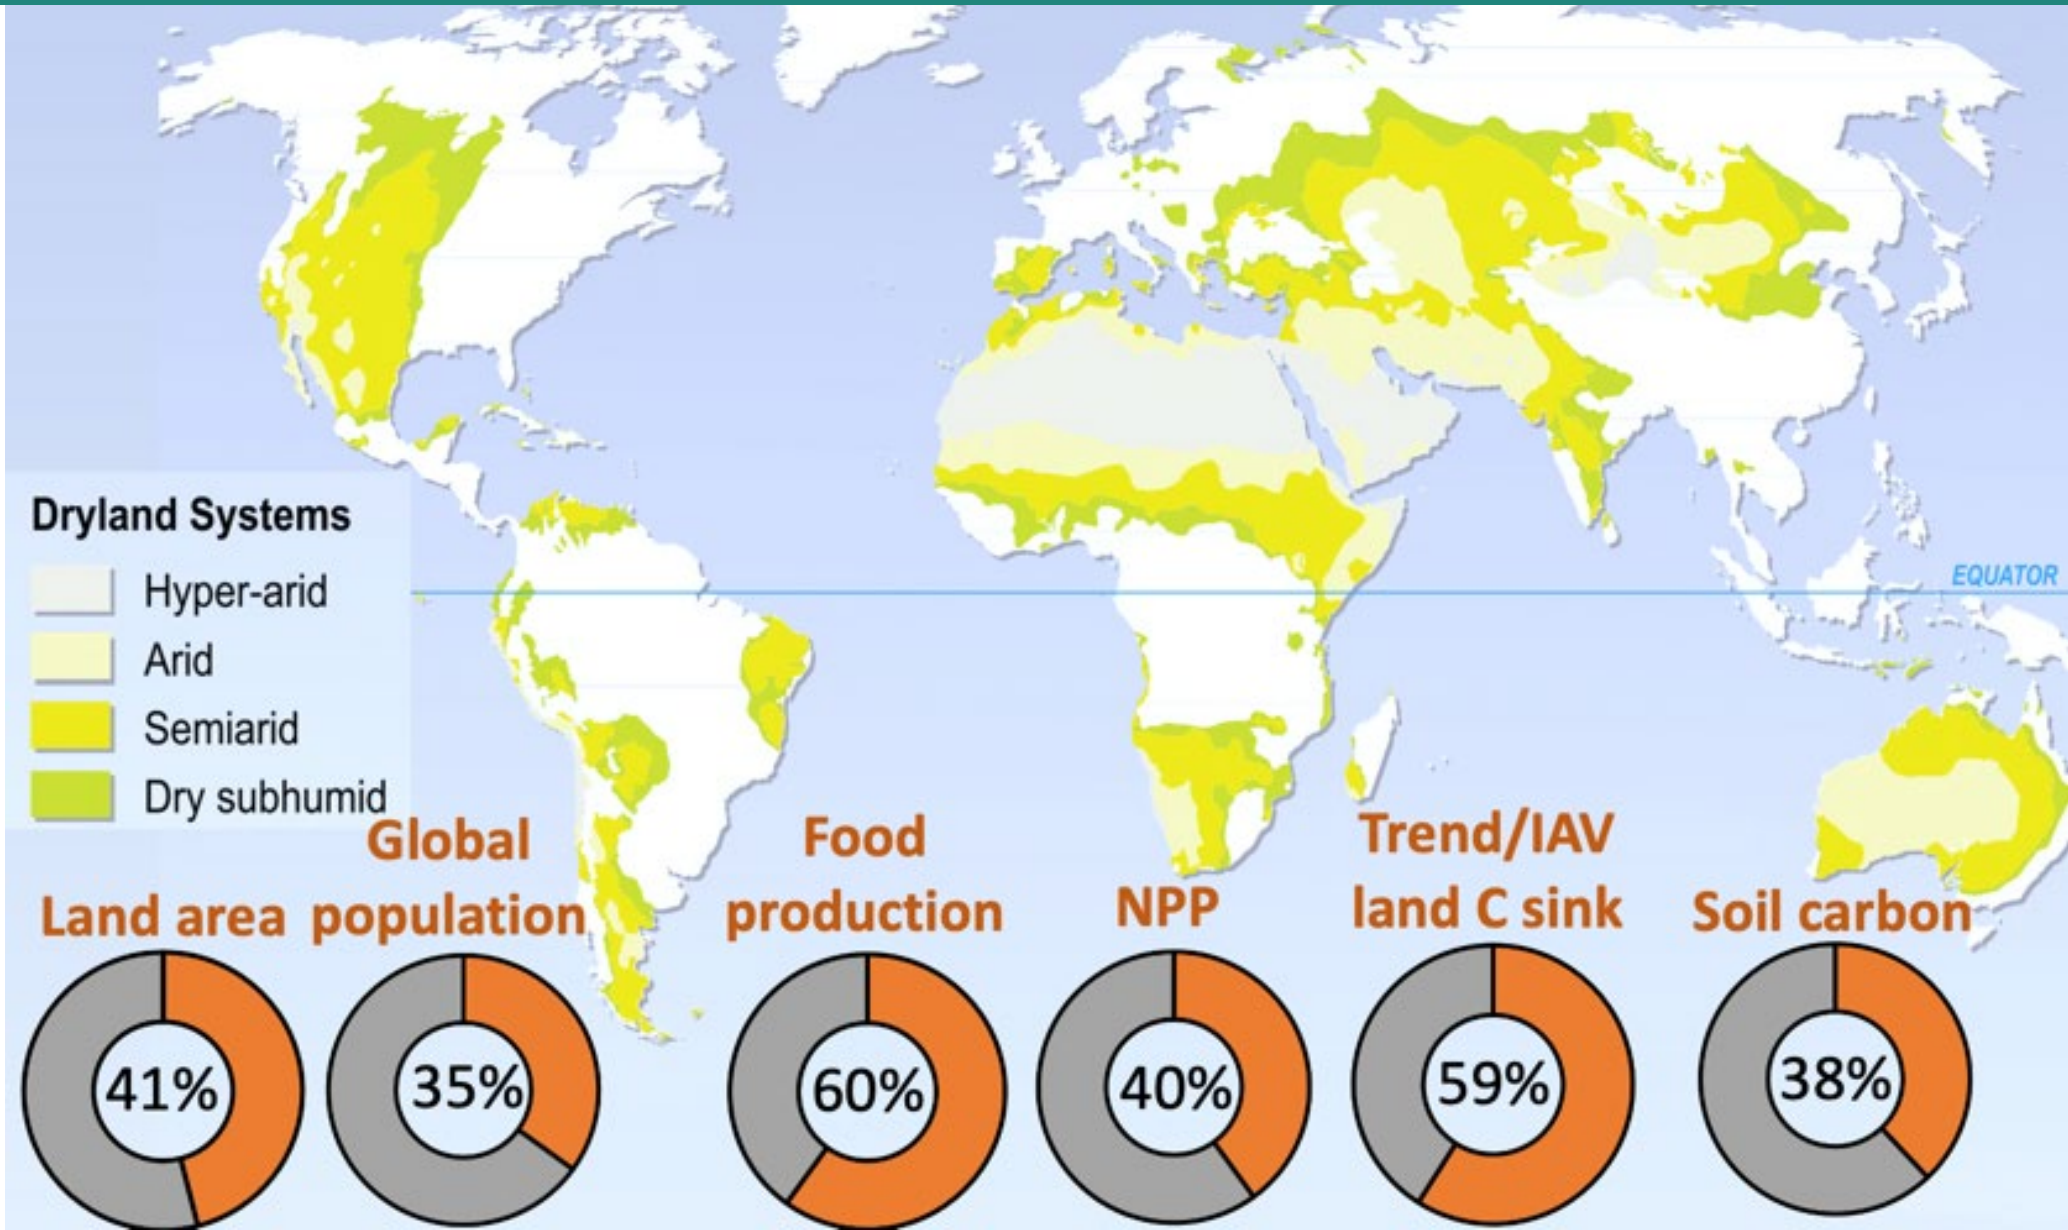 EQUATOR
Dryland Systems
Hyper-arid
Arid
Semiarid
Dry subhumid
Land area
Global
population
Food
production
NPP
Trend/IAV
land C sink
Soil carbon
41%
35%
60%
40%
59%
38%